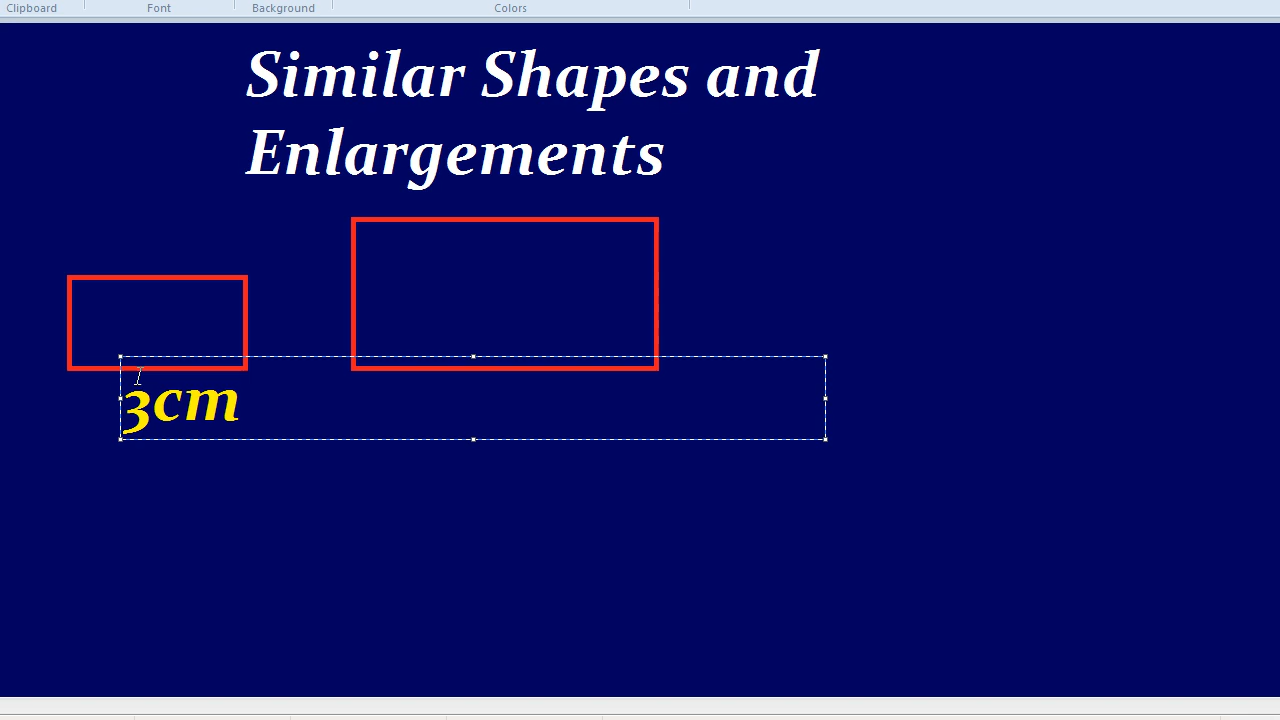 Clipboard Font Background Colors
Similar Shapes and
Enlargements
3cm